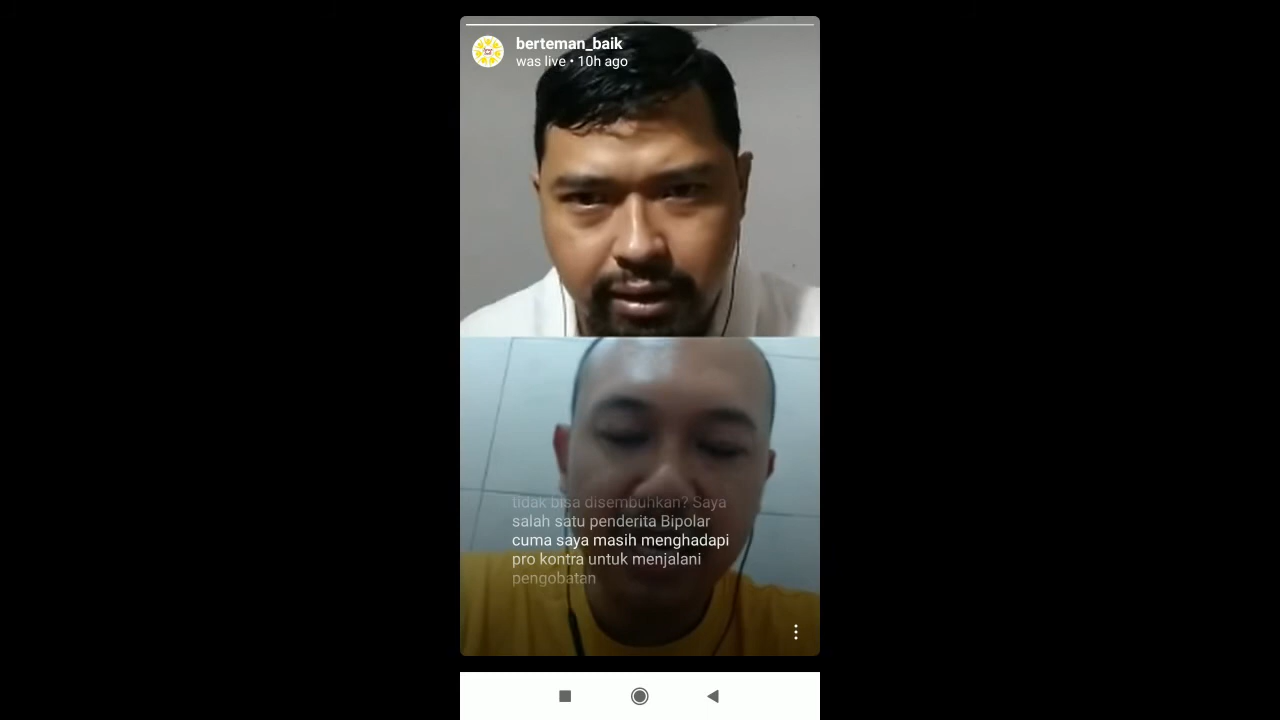 berteman_baik
was live • 10h ago
tidak bisa disembuhkan? Saya
salah satu penderita Bipolar
cuma saya masih menghadapi
pro kontra untuk menjalani
pengobatan